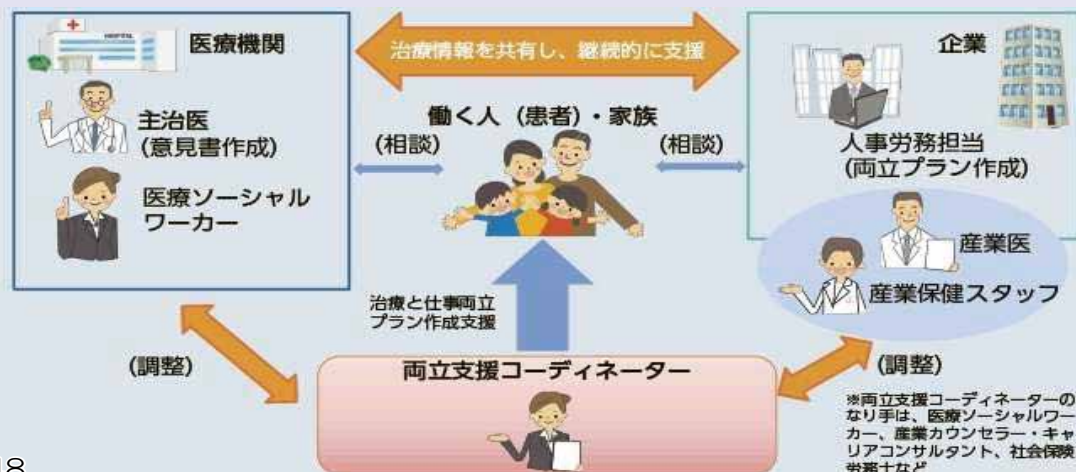 HOSPITAL
医療機関
主治医
(意見書作成)
医療ソーシャル
ワーカー
治療情報を共有し、継続的に支援
働く人(患者)・家族
(相談)
(相談)
企業
人事労務担当
(両立プラン作成)
産業医
産業保健スタッフ
治療と仕事両立
プラン作成支援
(調整)
両立支援コーディネーター
(調整)
※両立支援コーディネーターの
なり手は、医療ソーシャルワー
カー、産業カウンセラー・キャ
リアコンサルタント、社会保険
労務士など
18